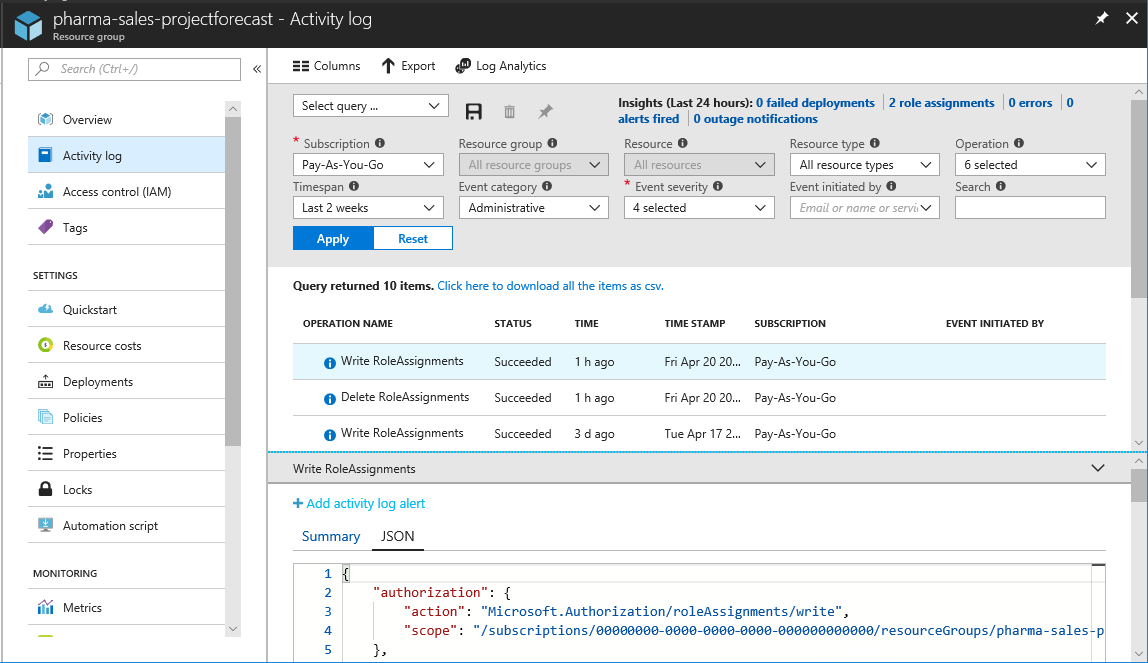 pharma-sales-projectforecast - Activity log
Resource group
Search (Ctrl+/)
Overview
Activity log
Access control (IAM)
Tags
SETTINGS
Quickstart
Resource costs
Deployments
Policies
Properties
Locks
Automation script
MONITORING
Metrics
Columns Export Log Analytics
Select query ...
Insights (Last 24 hours): 0 failed deployments | 2 role assignments | 0 errors | 0
alerts fired | 0 outage notifications
* Subscription Resource group Resource Resource type Operation
Pay-As-You-Go All resource groups All resources All resource types 6 selected
Timespan Event category * Event severity Event initiated by Search
Last 2 weeks Administrative 4 selected Email or name or servi
Apply Reset
Query returned 10 items. Click here to download all the items as csv.
OPERATION NAME STATUS TIME TIME STAMP SUBSCRIPTION EVENT INITIATED BY
Write RoleAssignments Succeeded 1 h ago Fri Apr 20 20... Pay-As-You-Go
Delete RoleAssignments Succeeded 1 h ago Fri Apr 20 20... Pay-As-You-Go
Write RoleAssignments Succeeded 3 d ago Tue Apr 17 2... Pay-As-You-Go
Write RoleAssignments
+ Add activity log alert
Summary JSON
1 {
2 "authorization": {
3 "action": "Microsoft.Authorization/roleAssignments/write",
4 "scope": "/subscriptions/00000000-0000-0000-0000-000000000000/resourceGroups/pharma-sales-p
5 },